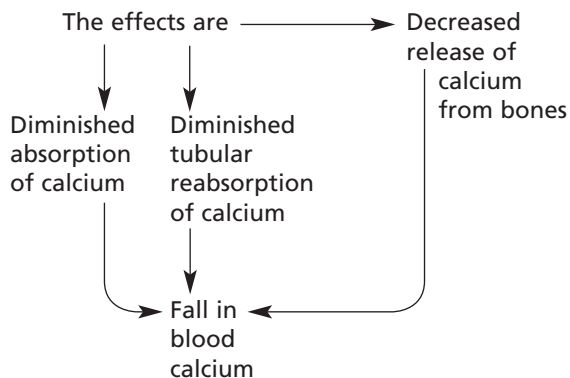 The effects are
Decreased
release of
calcium
from bones
Diminished
absorption
of calcium
Diminished
tubular
reabsorption
of calcium
Fall in
blood
calcium